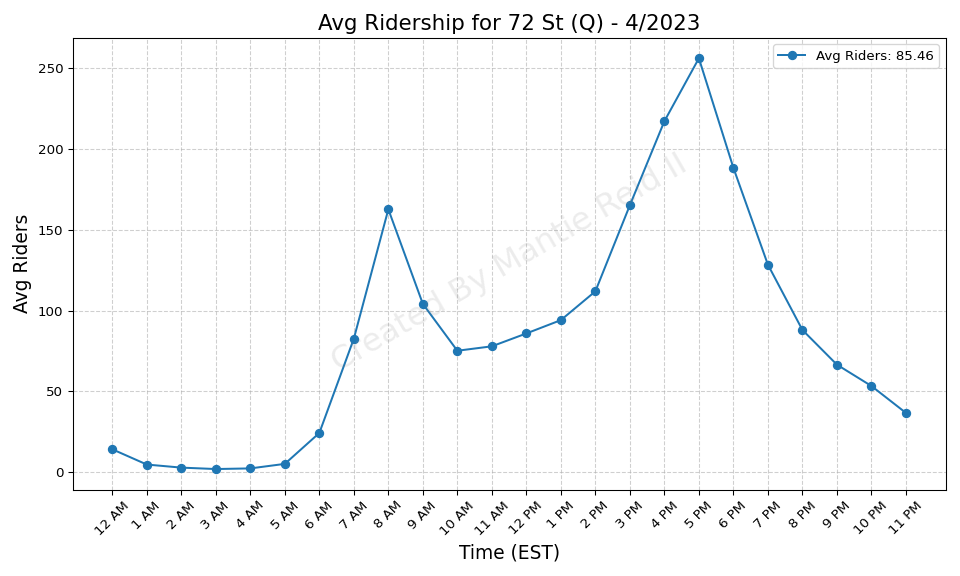 Avg Ridership for 72 St (Q) - 4/2023
Avg Riders: 85.46
250
200
150
100
50
0
Avg Riders
Created By Mantle Reid II
12 AM
1 AM
2 AM
3 AM
4 AM
5 AM
6 AM
7 AM
8 AM
9 AM
10 AM
11 AM
12 PM
1 PM
2 PM
3 PM
4 PM
5 PM
6 PM
7 PM
8 PM
9 PM
10 PM
11 PM
Time (EST)